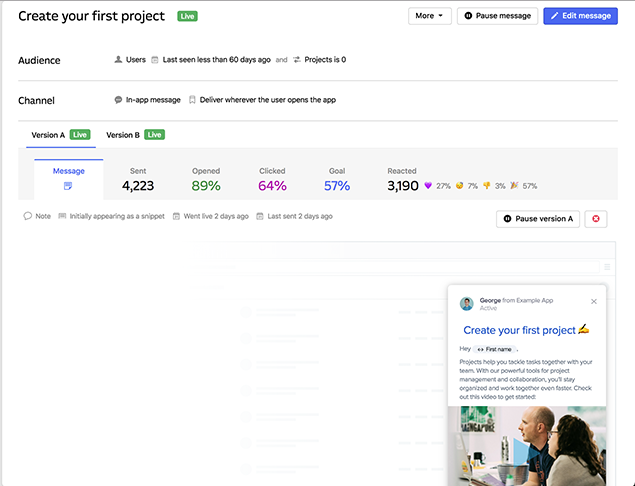 Create your first project Live More Pause message Edit message
Audience Users Last seen less than 60 days ago and Projects is 0
Channel In-app message Deliver wherever the user opens the app
Version A Live Version B Live
Message Sent Opened Clicked Goal Reacted
4,223 89% 64% 57% 3,190 💜 27% 😴 7% 👎 3% 🎉 57%
Note Initially appearing as a snippet Went live 2 days ago Last sent 2 days ago Pause version A
George from Example App
Active
Create your first project ✍️
Hey First name ,
Projects help you tackle tasks together with your
team. With our powerful tools for project
management and collaboration, you'll stay
organized and work together even faster. Check
out this video to get started: